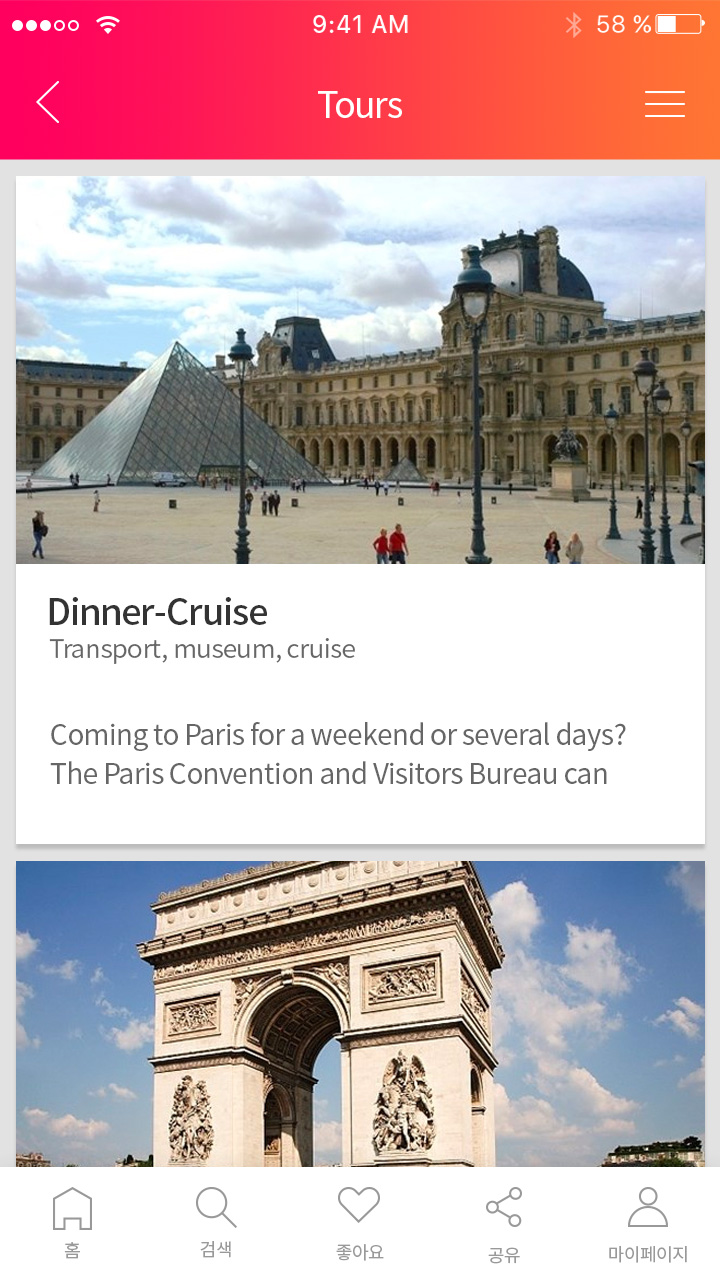 9:41 AM
58 %
Tours
Dinner-Cruise
Transport, museum, cruise
Coming to Paris for a weekend or several days?
The Paris Convention and Visitors Bureau can
홈
검색
좋아요
공유
마이페이지